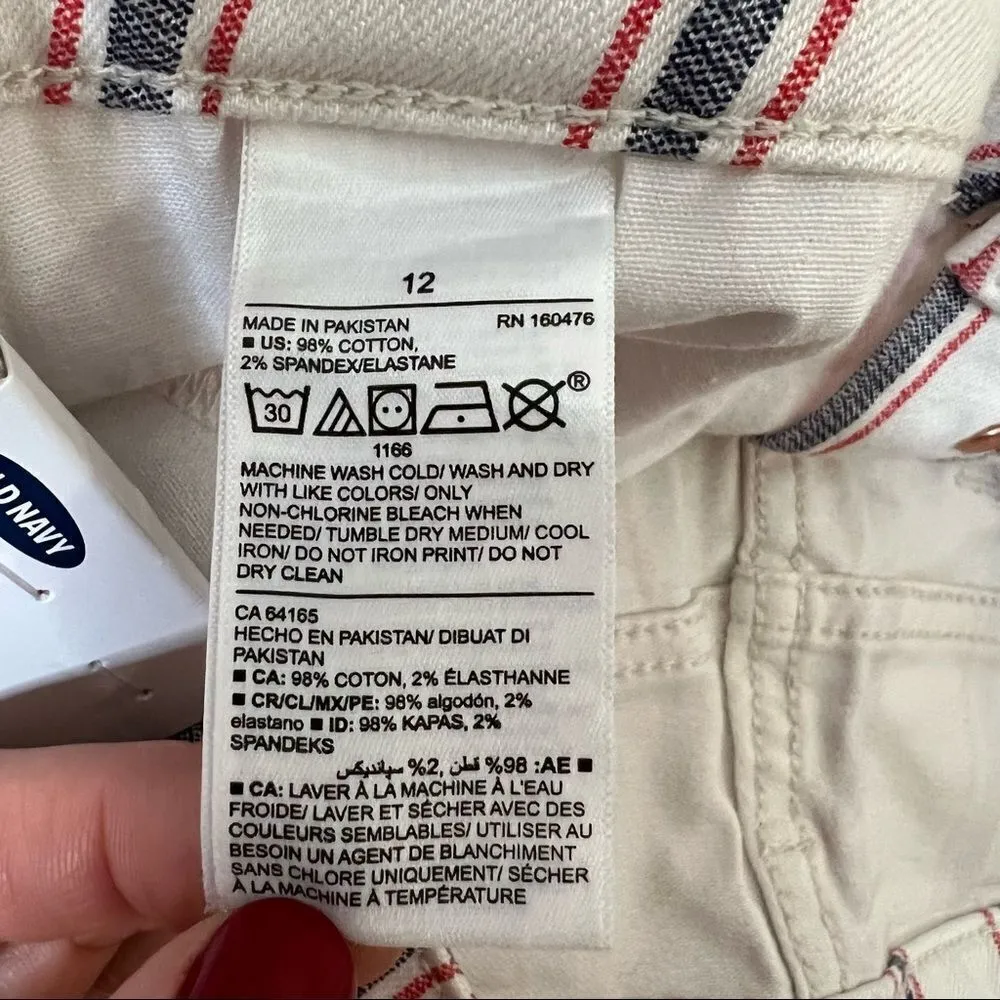 12
MADE IN PAKISTAN RN 160476
■ US: 98% COTTON,
2% SPANDEX/ELASTANE
30 ®
1166
MACHINE WASH COLD/ WASH AND DRY
WITH LIKE COLORS/ ONLY
NON-CHLORINE BLEACH WHEN
NEEDED/ TUMBLE DRY MEDIUM/ COOL
IRON/ DO NOT IRON PRINT/ DO NOT
DRY CLEAN
CA 64165
HECHO EN PAKISTAN/ DIBUAT DI
PAKISTAN
■ CA: 98% COTON, 2% ÉLASTHANNE
■ CR/CL/MX/PE: 98% algodón, 2%
elastano ■ ID: 98% KAPAS, 2%
SPANDEKS
■ AE: 98% قطن, 2% سپاندیکس
■ CA: LAVER À LA MACHINE À L'EAU
FROIDE/ LAVER ET SÉCHER AVEC DES
COULEURS SEMBLABLES/ UTILISER AU
BESOIN UN AGENT DE BLANCHIMENT
SANS CHLORE UNIQUEMENT/ SÉCHER
À LA MACHINE À TEMPÉRATURE
NAVY